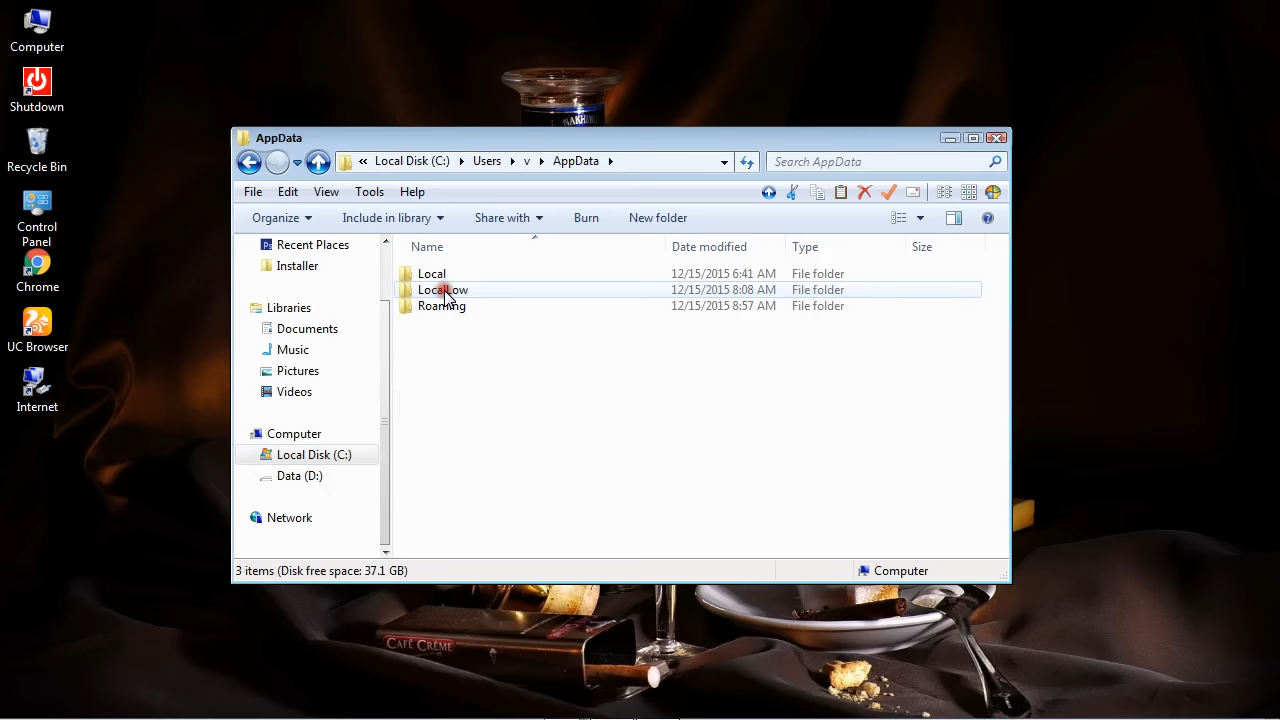 Computer
Shutdown
Recycle Bin
Control
Panel
Chrome
UC Browser
Internet
AppData
« Local Disk (C:) Users v AppData
Search AppData
File Edit View Tools Help
Organize Include in library Share with Burn New folder
Recent Places
Installer
Libraries
Documents
Music
Pictures
Videos
Computer
Local Disk (C:)
Data (D:)
Network
Name Date modified Type Size
Local 12/15/2015 6:41 AM File folder
LocalLow 12/15/2015 8:08 AM File folder
Roaming 12/15/2015 8:57 AM File folder
3 items (Disk free space: 37.1 GB)
Computer
CAFÉ CRÈME